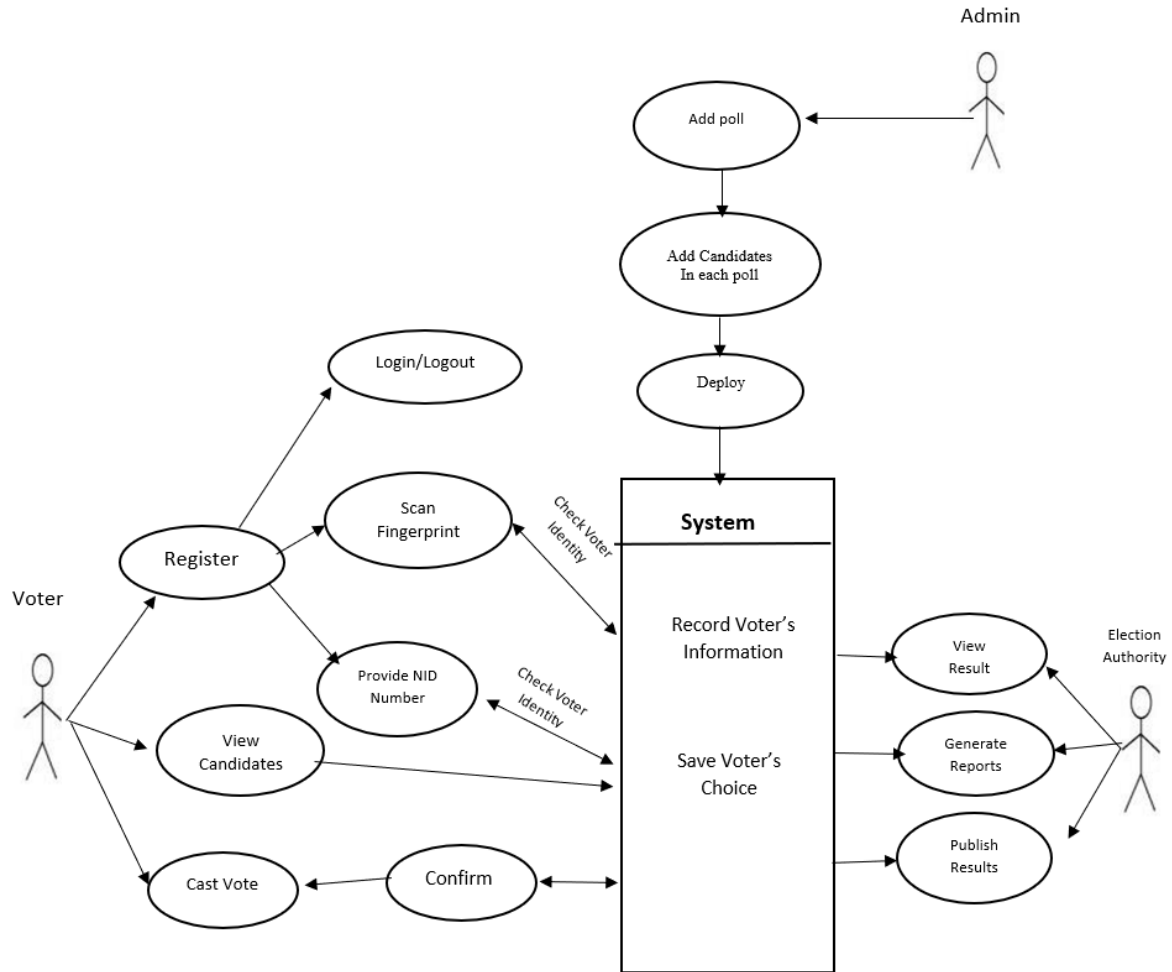 Admin
Add poll
Add Candidates
In each poll
Login/Logout
Deploy
Scan
Fingerprint
Check Voter
Identity
System
Register
Voter
Record Voter's
Information
View
Result
Election
Authority
Provide NID
Number
Check Voter
Identity
View
Candidates
Save Voter's
Choice
Generate
Reports
Publish
Results
Cast Vote
Confirm